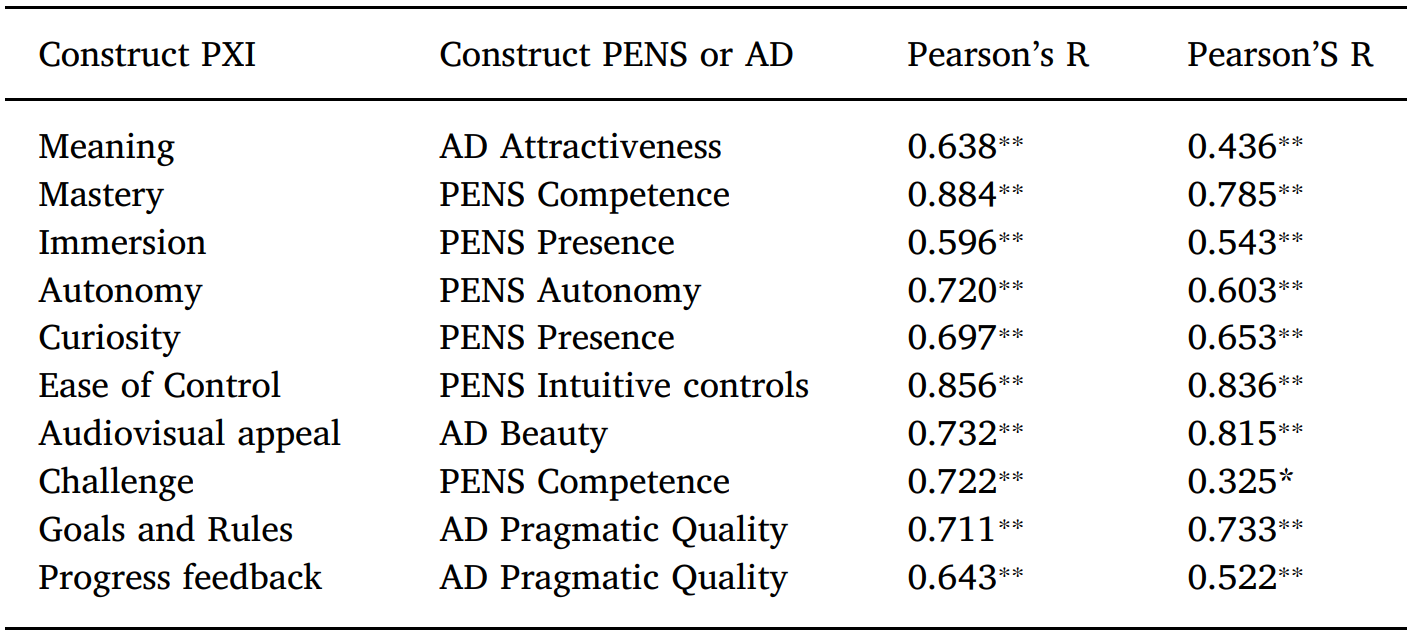 Construct PXI Construct PENS or AD Pearson's R Pearson'S R
Meaning AD Attractiveness 0.638** 0.436**
Mastery PENS Competence 0.884** 0.785**
Immersion PENS Presence 0.596** 0.543**
Autonomy PENS Autonomy 0.720** 0.603**
Curiosity PENS Presence 0.697** 0.653**
Ease of Control PENS Intuitive controls 0.856** 0.836**
Audiovisual appeal AD Beauty 0.732** 0.815**
Challenge PENS Competence 0.722** 0.325*
Goals and Rules AD Pragmatic Quality 0.711** 0.733**
Progress feedback AD Pragmatic Quality 0.643** 0.522**